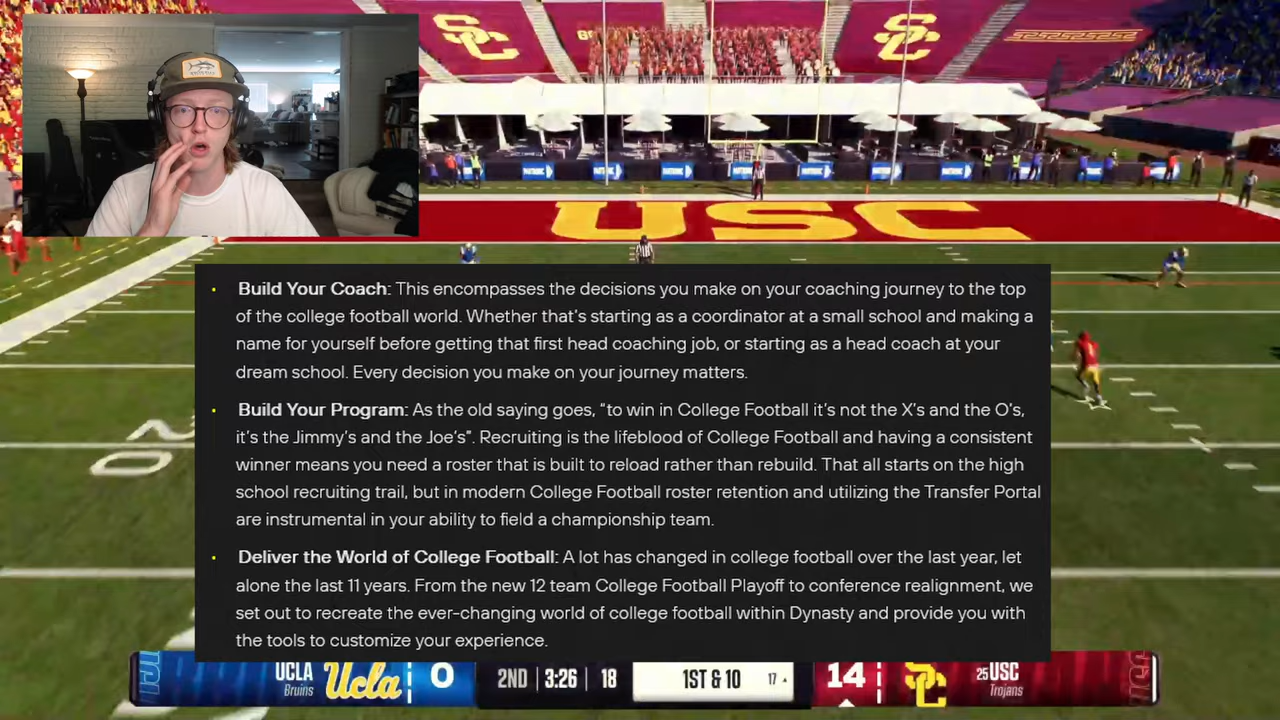 SC
SC
USC
• Build Your Coach: This encompasses the decisions you make on your coaching journey to the top
of the college football world. Whether that's starting as a coordinator at a small school and making a
name for yourself before getting that first head coaching job, or starting as a head coach at your
dream school. Every decision you make on your journey matters.
• Build Your Program: As the old saying goes, "to win in College Football it's not the X's and the O's,
it's the Jimmy's and the Joe's". Recruiting is the lifeblood of College Football and having a consistent
winner means you need a roster that is built to reload rather than rebuild. That all starts on the high
school recruiting trail, but in modern College Football roster retention and utilizing the Transfer Portal
are instrumental in your ability to field a championship team.
• Deliver the World of College Football: A lot has changed in college football over the last year, let
alone the last 11 years. From the new 12 team College Football Playoff to conference realignment, we
set out to recreate the ever-changing world of college football within Dynasty and provide you with
the tools to customize your experience.
20
UCLA Bruins Ucla 0 2ND 3:26 18 1ST & 10 17 14 SC 25 USC Trojans